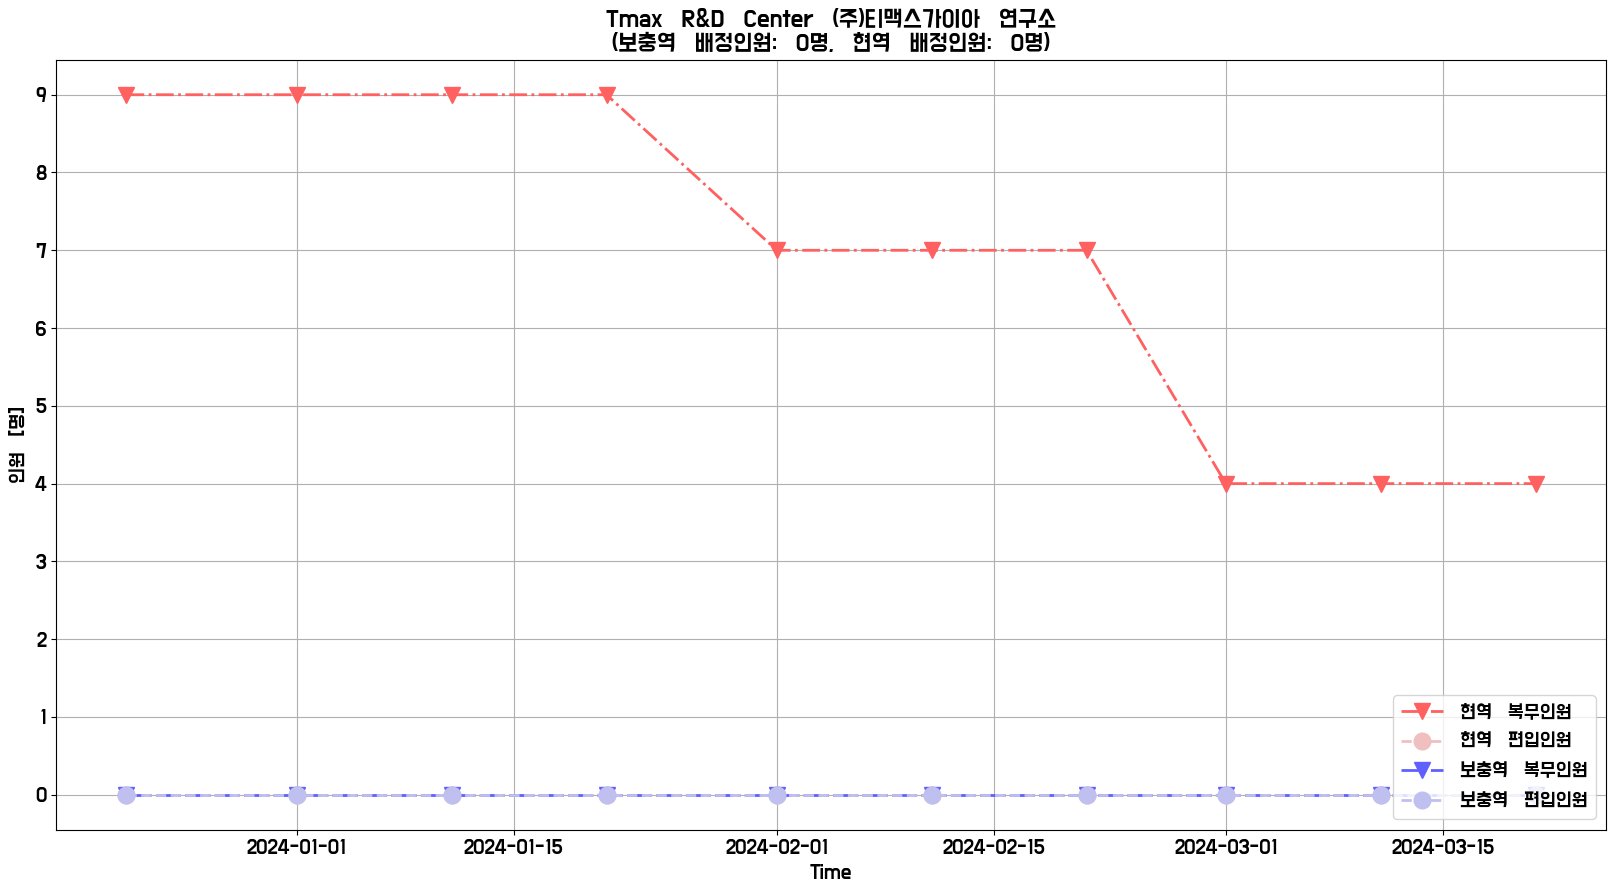 Tmax R&D Center (주)티맥스가이아 연구소
(보충역 배정인원: 0명, 현역 배정인원: 0명)
인원 [명]
9
8
7
6
5
4
3
2
1
0
현역 복무인원
현역 편입인원
보충역 복무인원
보충역 편입인원
2024-01-01 2024-01-15 2024-02-01 2024-02-15 2024-03-01 2024-03-15
Time